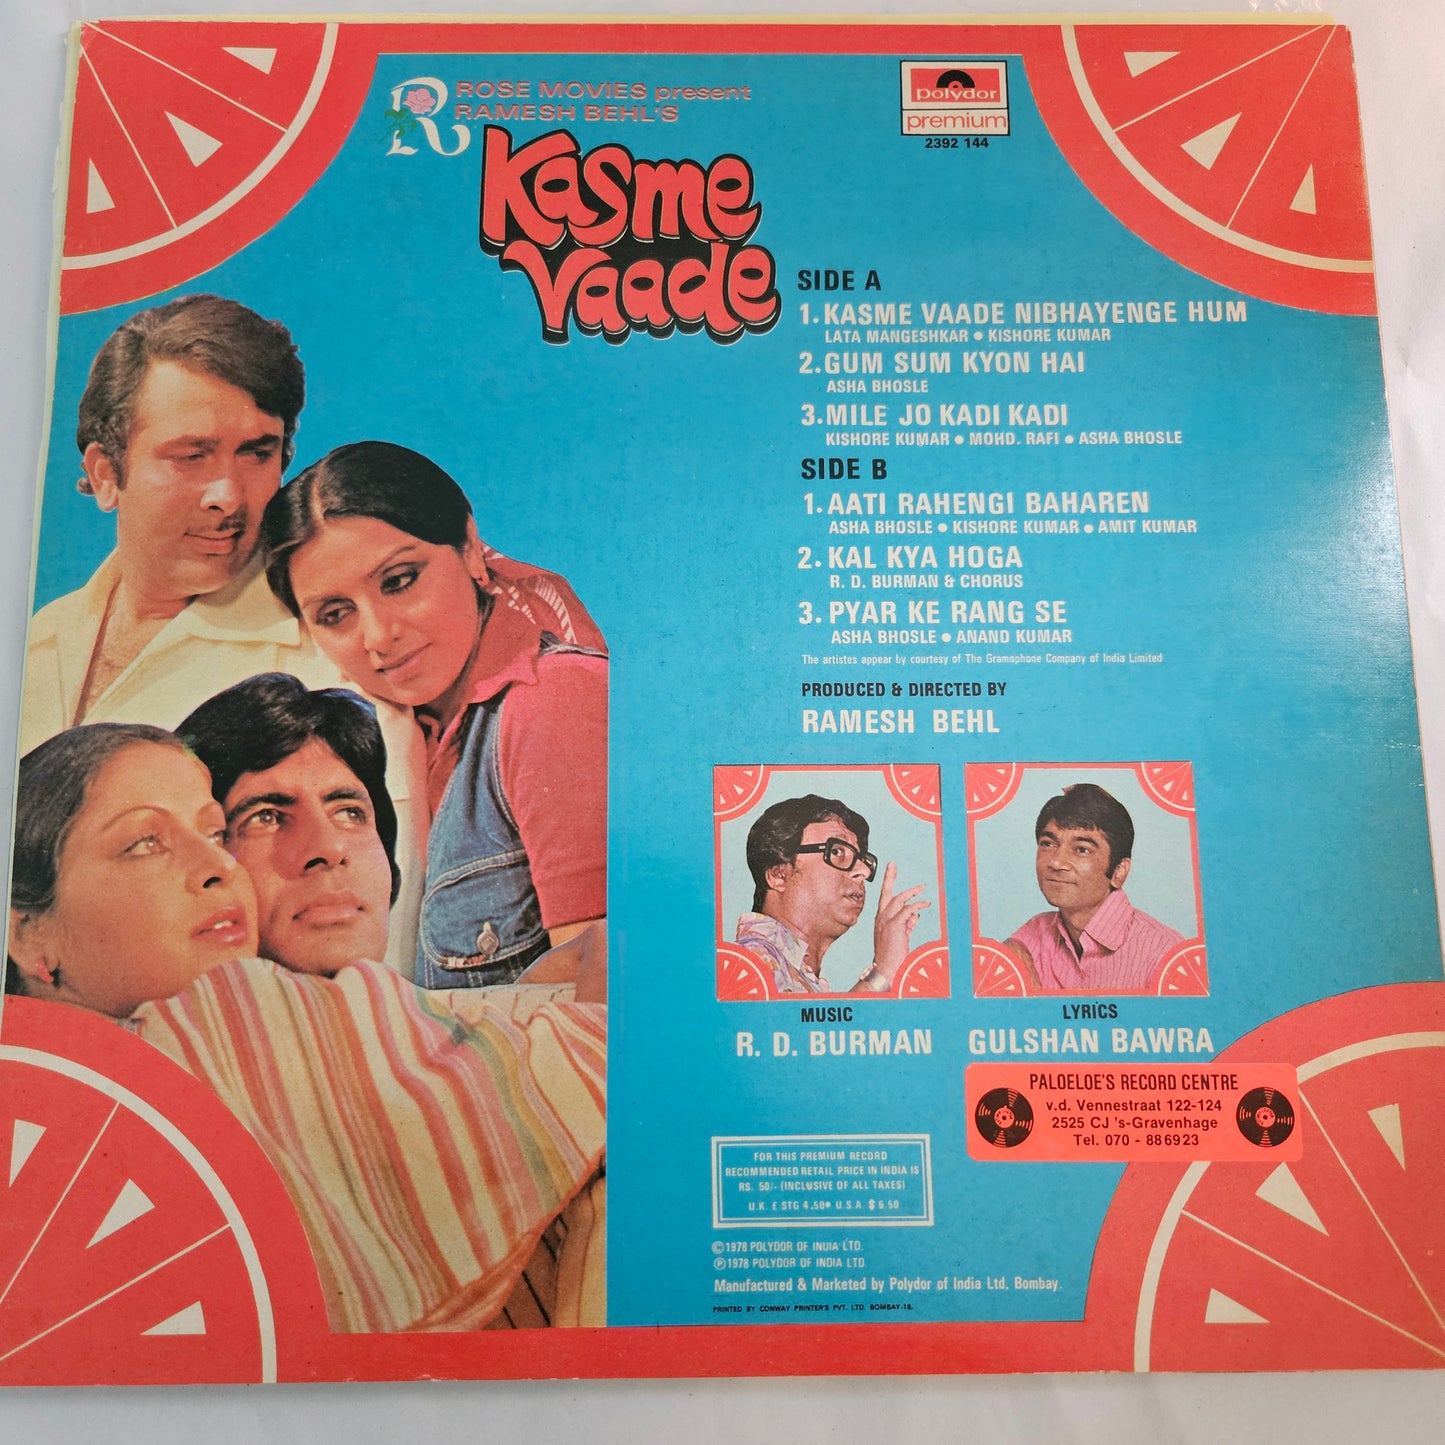 ROSE MOVIES present
RAMESH BEHL'S
Kasme
Vaade
polydor
premium
2392 144
SIDE A
1. KASME VAADE NIBHAYENGE HUM
LATA MANGESHKAR • KISHORE KUMAR
2. GUM SUM KYON HAI
ASHA BHOSLE
3. MILE JO KADI KADI
KISHORE KUMAR • MOHD. RAFI • ASHA BHOSLE
SIDE B
1. AATI RAHENGI BAHAREN
ASHA BHOSLE • KISHORE KUMAR • AMIT KUMAR
2. KAL KYA HOGA
R. D. BURMAN & CHORUS
3. PYAR KE RANG SE
ASHA BHOSLE • ANAND KUMAR
The artistes appear by courtesy of The Gramophone Company of India Limited
PRODUCED & DIRECTED BY
RAMESH BEHL
MUSIC
R. D. BURMAN
LYRICS
GULSHAN BAWRA
PALOELOE'S RECORD CENTRE
v.d. Vennestraat 122-124
2525 CJ 's-Gravenhage
Tel. 070 - 886923
FOR THIS PREMIUM RECORD
RECOMMENDED RETAIL PRICE IN INDIA IS
RS. 50/- (INCLUSIVE OF ALL TAXES)
U.K. £ STG 4.50• U.S.A $ 6.50
© 1978 POLYDOR OF INDIA LTD.
℗ 1978 POLYDOR OF INDIA LTD.
Manufactured & Marketed by Polydor of India Ltd, Bombay.
PRINTED BY CONWAY PRINTER'S PVT. LTD. BOMBAY-18.